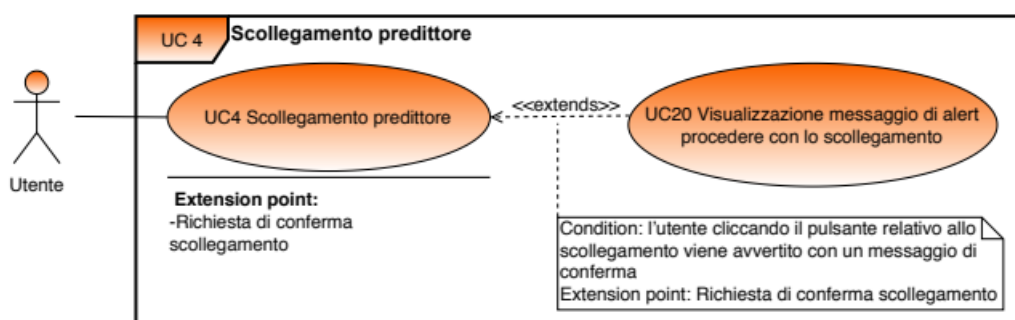 UC 4
Scollegamento predittore
Utente
UC4 Scollegamento predittore
<<extends>>
UC20 Visualizzazione messaggio di alert
procedere con lo scollegamento
Extension point:
-Richiesta di conferma
scollegamento
Condition: l'utente cliccando il pulsante relativo allo
scollegamento viene avvertito con un messaggio di
conferma
Extension point: Richiesta di conferma scollegamento